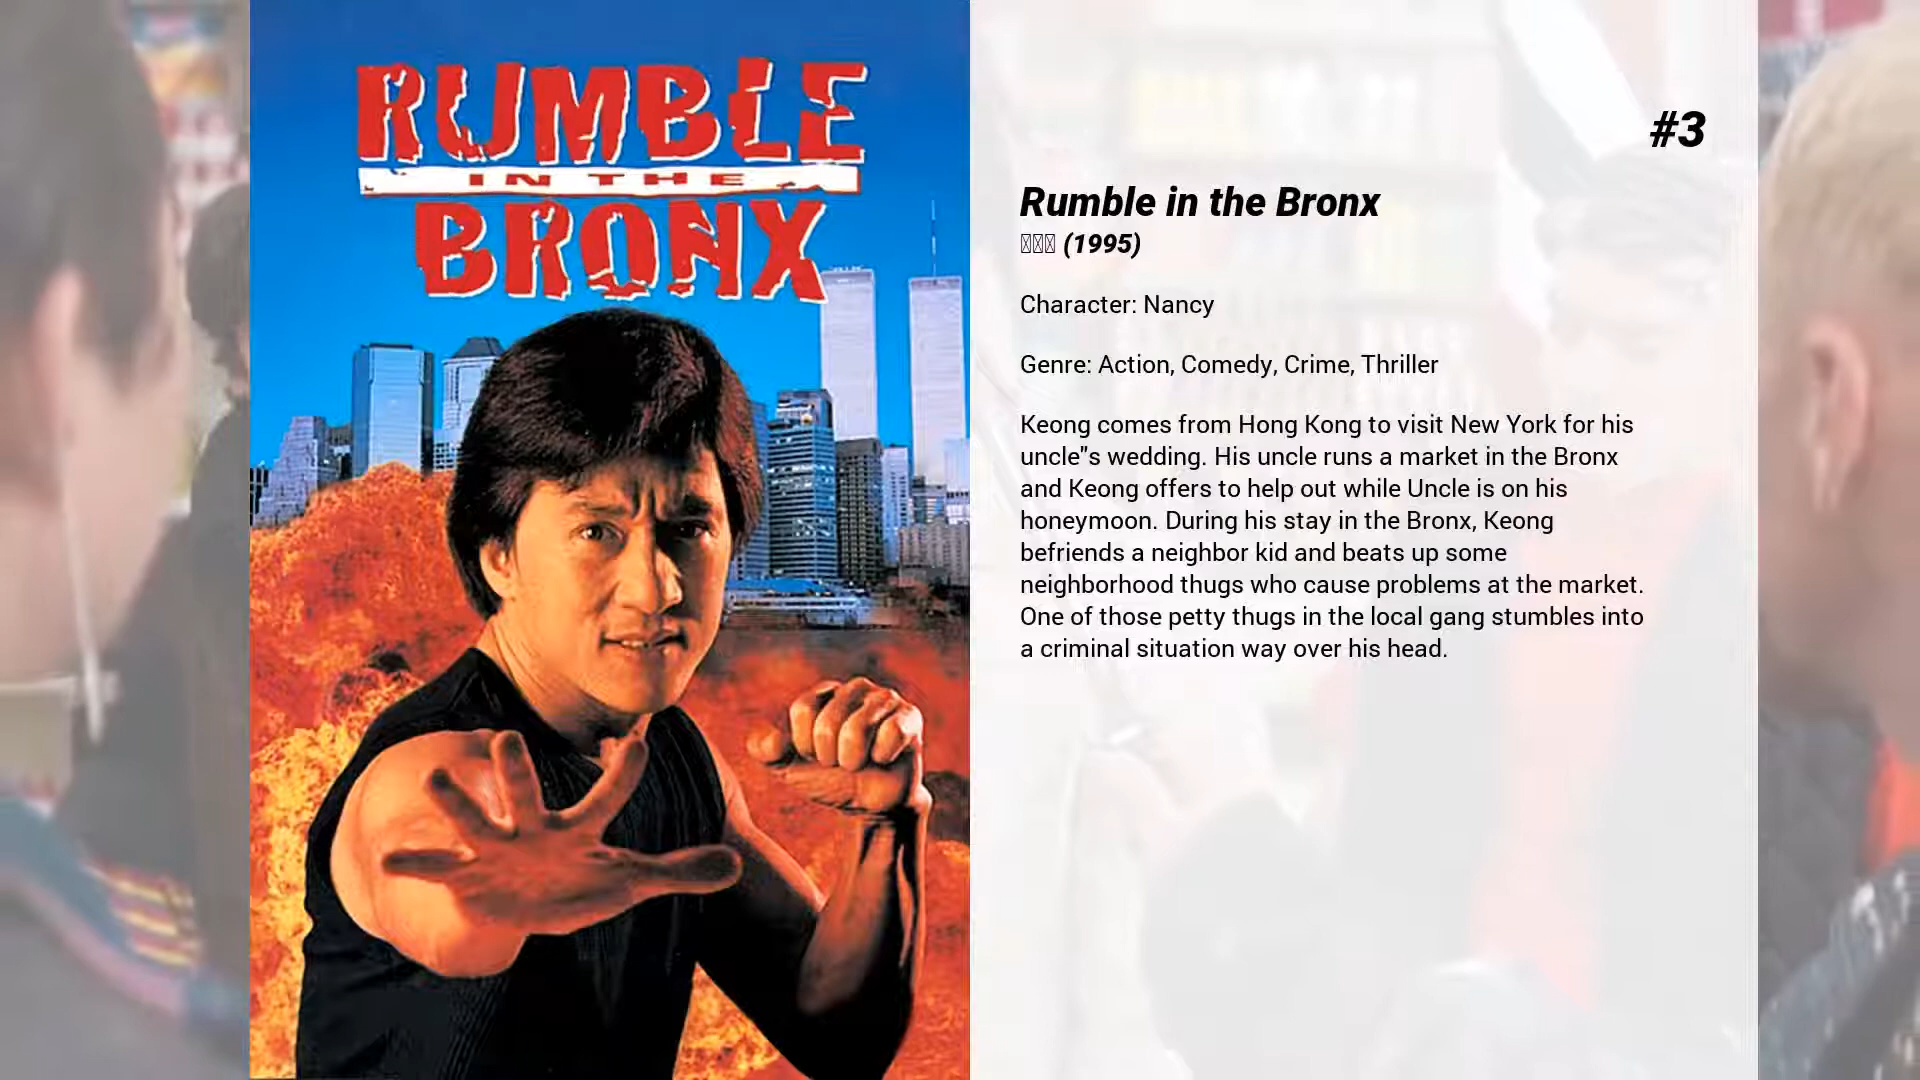 RUMBLE
IN THE
BRONX
#3
Rumble in the Bronx
(1995)
Character: Nancy
Genre: Action, Comedy, Crime, Thriller
Keong comes from Hong Kong to visit New York for his
uncle"s wedding. His uncle runs a market in the Bronx
and Keong offers to help out while Uncle is on his
honeymoon. During his stay in the Bronx, Keong
befriends a neighbor kid and beats up some
neighborhood thugs who cause problems at the market.
One of those petty thugs in the local gang stumbles into
a criminal situation way over his head.